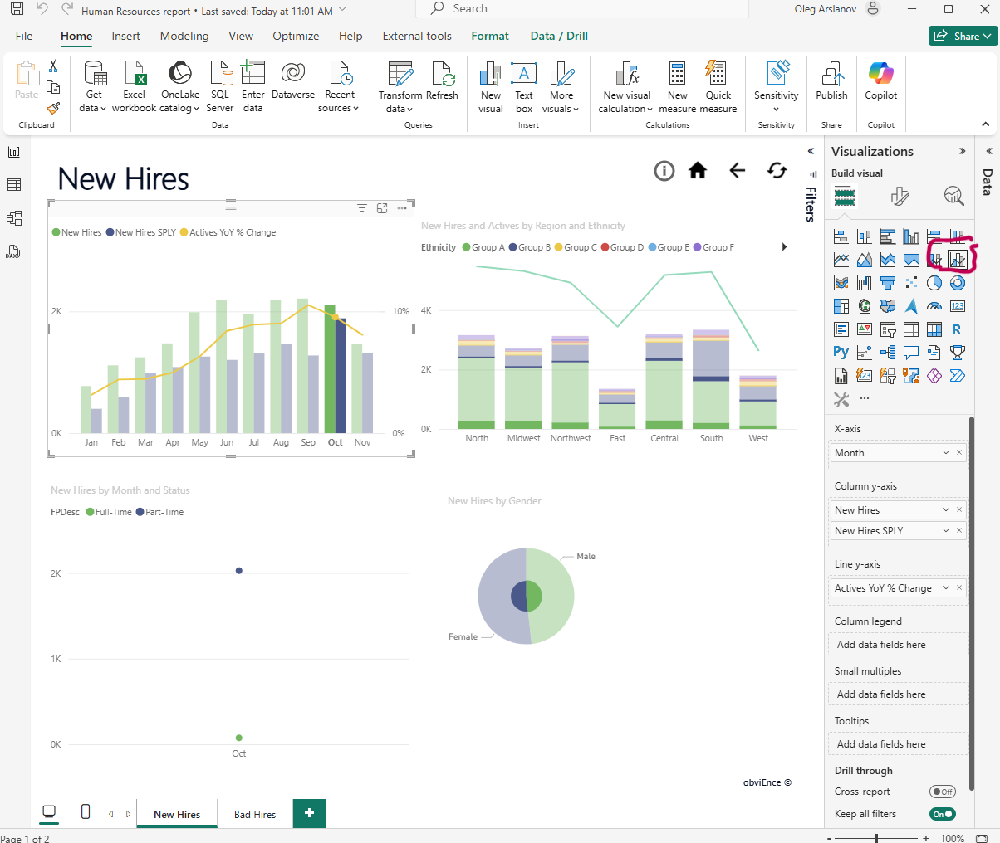 Human Resources report • Last saved: Today at 11:01 AM
Search
Oleg Arslanov
File Home Insert Modeling View Optimize Help External tools Format Data / Drill
Share
Paste
Clipboard
Get data
Excel workbook
OneLake catalog
SQL Server
Enter data
Dataverse
Recent sources
Data
Transform data
Refresh
Queries
New visual
Text box
A
More visuals
Insert
New visual calculation
New measure
Quick measure
Calculations
Sensitivity
Sensitivity
Publish
Share
Copilot
Copilot
DAX
New Hires
New Hires New Hires SPLY Actives YoY % Change
2K
10%
0K
0%
Jan Feb Mar Apr May Jun Jul Aug Sep Oct Nov
New Hires and Actives by Region and Ethnicity
Ethnicity Group A Group B Group C Group D Group E Group F
4K
2K
0K
North Midwest Northwest East Central South West
New Hires by Month and Status
FPDesc Full-Time Part-Time
2K
1K
0K
Oct
New Hires by Gender
Male
Female
obviEnce ©
Filters
Visualizations
Build visual
123
R
Py
123
X-axis
Month
Column y-axis
New Hires
New Hires SPLY
Line y-axis
Actives YoY % Change
Column legend
Add data fields here
Small multiples
Add data fields here
Tooltips
Add data fields here
Drill through
Cross-report
Off
Keep all filters
On
Data
New Hires
Bad Hires
+
Page 1 of 2
- + 100%